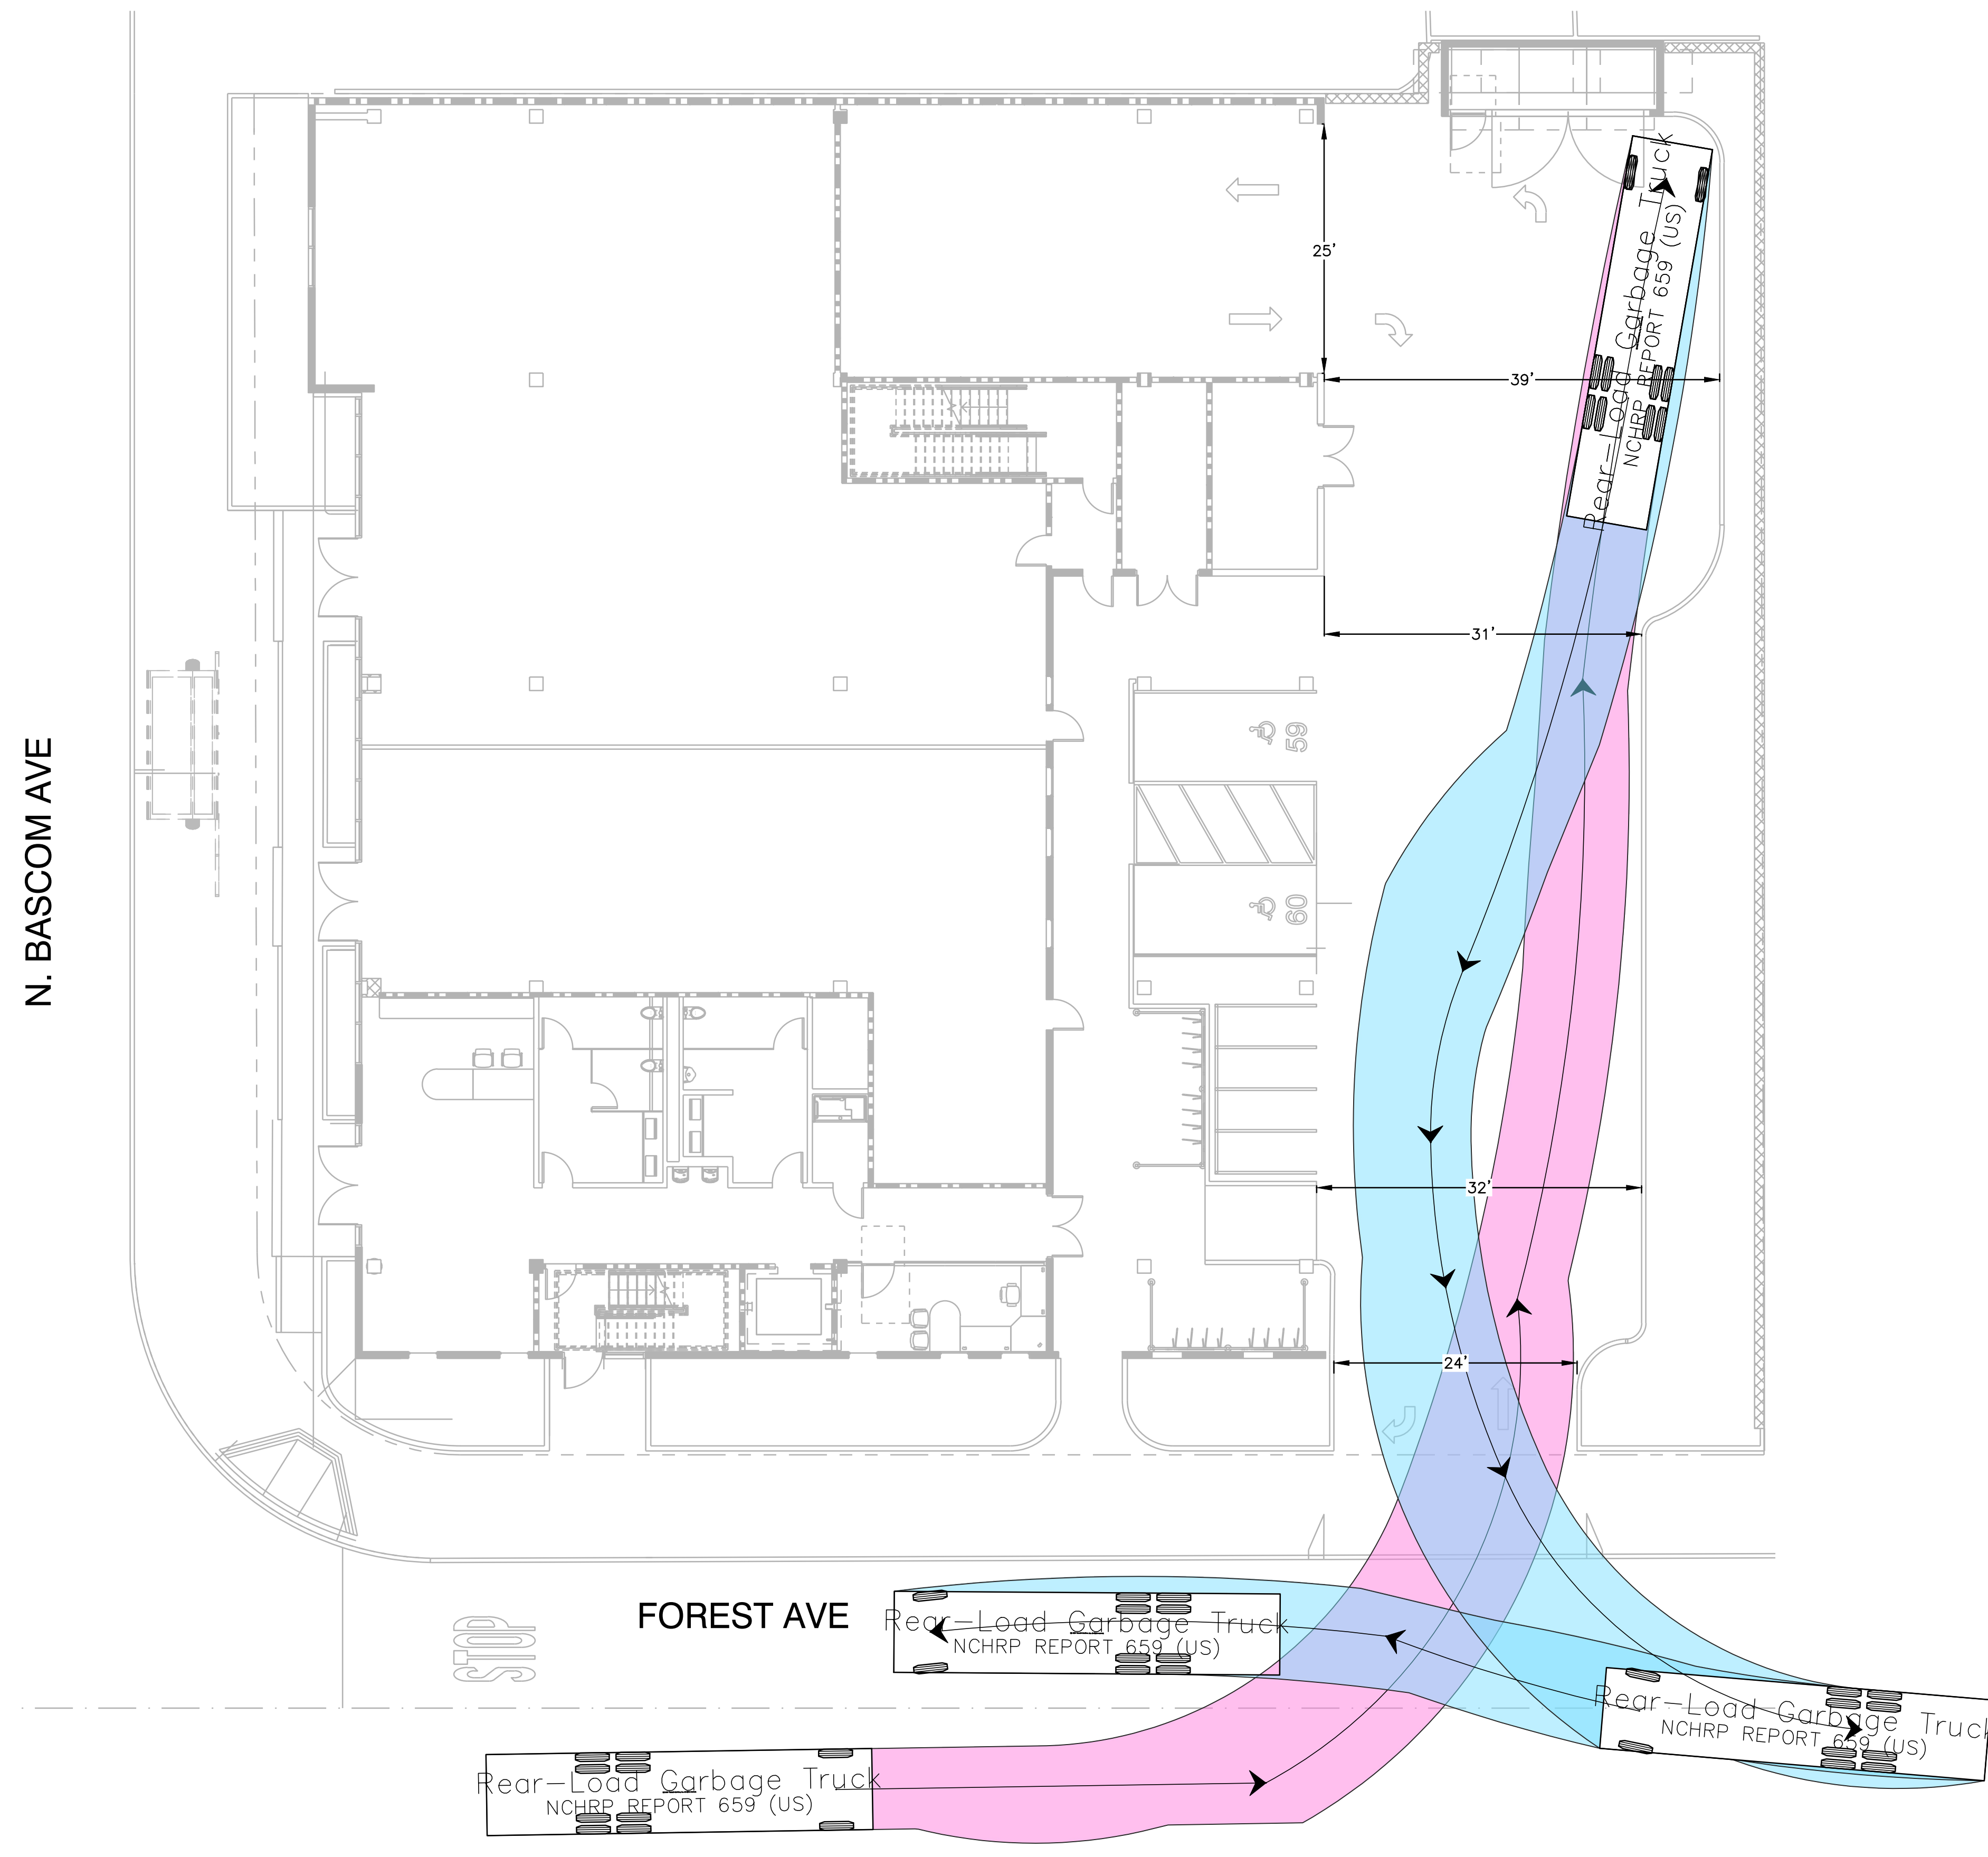 Rear-Load Garbage Truck
NCHRP REPORT 659 (US)
25'
39'
31'
59
N. BASCOM AVE
60
32'
24'
FOREST AVE
STOP
Rear-Load Garbage Truck
NCHRP REPORT 659 (US)
Rear-Load Garbage Truck
NCHRP REPORT 659 (US)
Rear-Load Garbage Truck
NCHRP REPORT 659 (US)